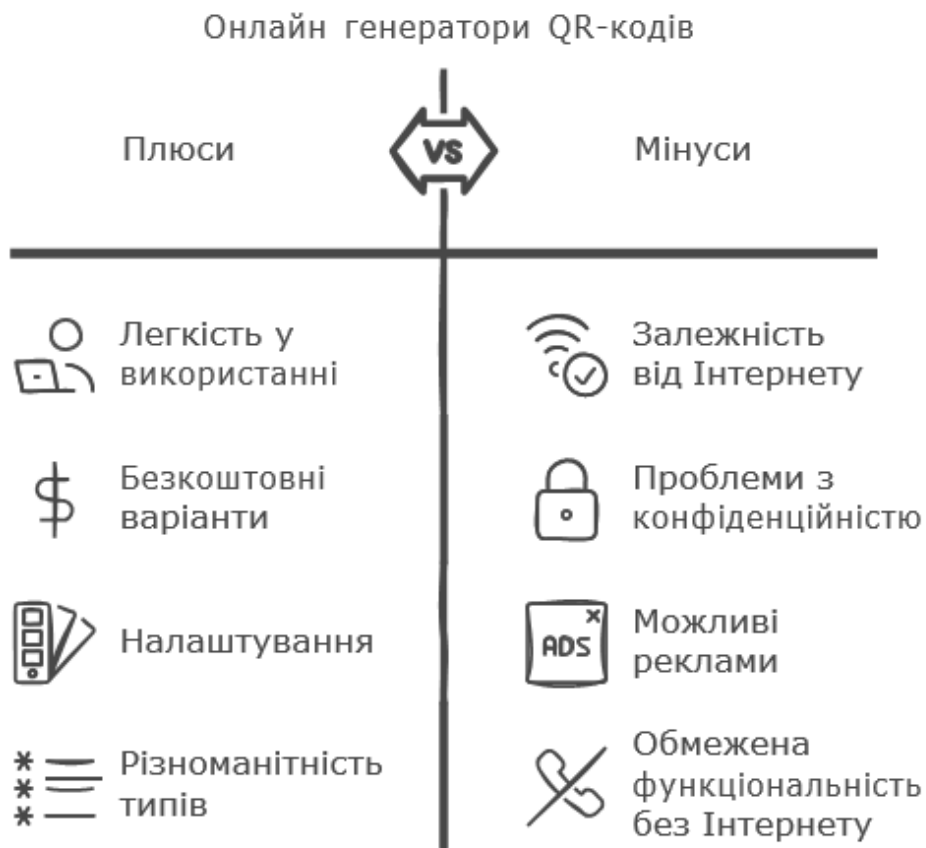 Онлайн генератори QR-кодів
Плюси
VS
Мінуси
Легкість у
використанні
Безкоштовні
варіанти
Налаштування
Різноманітність
типів
Залежність
від Інтернету
Проблеми з
конфіденційністю
ADS
Можливі
реклами
Обмежена
функціональність
без Інтернету